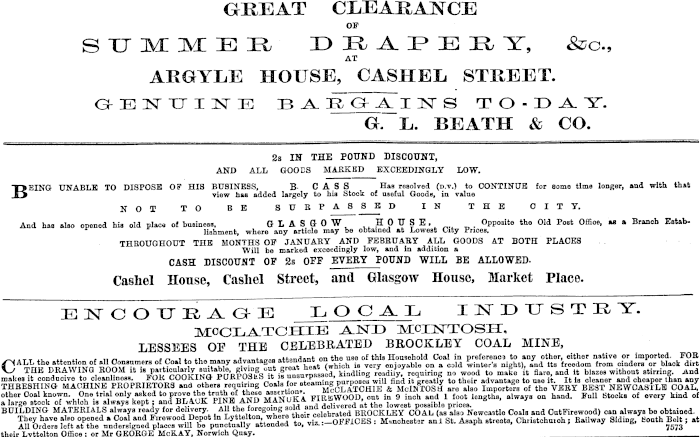 GREAT CLEARANCE
OF
SUMMER DRAPERY, &c.,
AT
ARGYLE HOUSE, CASHEL STREET.
GENUINE BARGAINS TO-DAY.
G. L. BEATH & CO.
2s IN THE POUND DISCOUNT,
AND ALL GOODS MARKED EXCEEDINGLY LOW.
BEING UNABLE TO DISPOSE OF HIS BUSINESS, B. CASS Has resolved (D.V.) to CONTINUE for some time longer, and with that
view has added largely to his Stock of useful Goods, in value
NOT TO BE SURPASSED IN THE CITY.
And has also opened his old place of business, GLASGOW HOUSE, Opposite the Old Post Office, as a Branch Estab-
lishment, where any article may be obtained at Lowest City Prices.
THROUGHOUT THE MONTHS OF JANUARY AND FEBRUARY ALL GOODS AT BOTH PLACES
Will be marked exceedingly low, and in addition a
CASH DISCOUNT OF 2s OFF EVERY POUND WILL BE ALLOWED.
Cashel House, Cashel Street, and Glasgow House, Market Place.
ENCOURAGE LOCAL INDUSTRY.
McCLATCHIE AND McINTOSH,
LESSEES OF THE CELEBRATED BROCKLEY COAL MINE,
CALL the attention of all Consumers of Coal to the many advantages attendant on the use of this Household Coal in preference to any other, either native or imported. FOR
THE DRAWING ROOM it is particularly suitable, giving out great heat (which is very enjoyable on a cold winter's night), and its freedom from cinders or black dirt
makes it conducive to cleanliness. FOR COOKING PURPOSES it is unsurpassed, kindling readily, requiring no wood to make it flare, and it blazes without stirring. And
THRESHING MACHINE PROPRIETORS and others requiring Coals for steaming purposes will find it greatly to their advantage to use it. It is cleaner and cheaper than any
other Coal known. One trial only asked to prove the truth of these assertions. McCLATCHIE & McINTOSH are also Importers of the VERY BEST NEWCASTLE COAL,
a large stock of which is always kept; and BLACK PINE AND MANUKA FIREWOOD, cut in 9 inch and 1 foot lengths, always on hand. Full Stocks of every kind of
BUILDING MATERIALS always ready for delivery. All the foregoing sold and delivered at the lowest possible prices.
They have also opened a Coal and Firewood Depot in Lyttelton, where their celebrated BROCKLEY COAL (as also Newcastle Coals and Cut Firewood) can always be obtained.
All Orders left at the undersigned places will be punctually attended to, viz.:—OFFICES: Manchester and St. Asaph streets, Christchurch; Railway Siding, South Belt; at
their Lyttelton Office; or Mr GEORGE McKAY, Norwich Quay. 7573